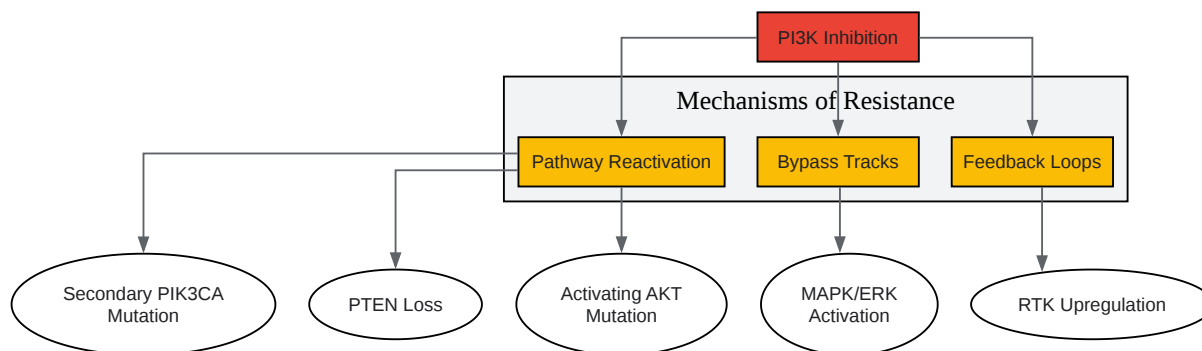 PI3K Inhibition
Mechanisms of Resistance
Pathway Reactivation
Bypass Tracks
Feedback Loops
Secondary PIK3CA
Mutation
PTEN Loss
Activating AKT
Mutation
MAPK/ERK
Activation
RTK Upregulation